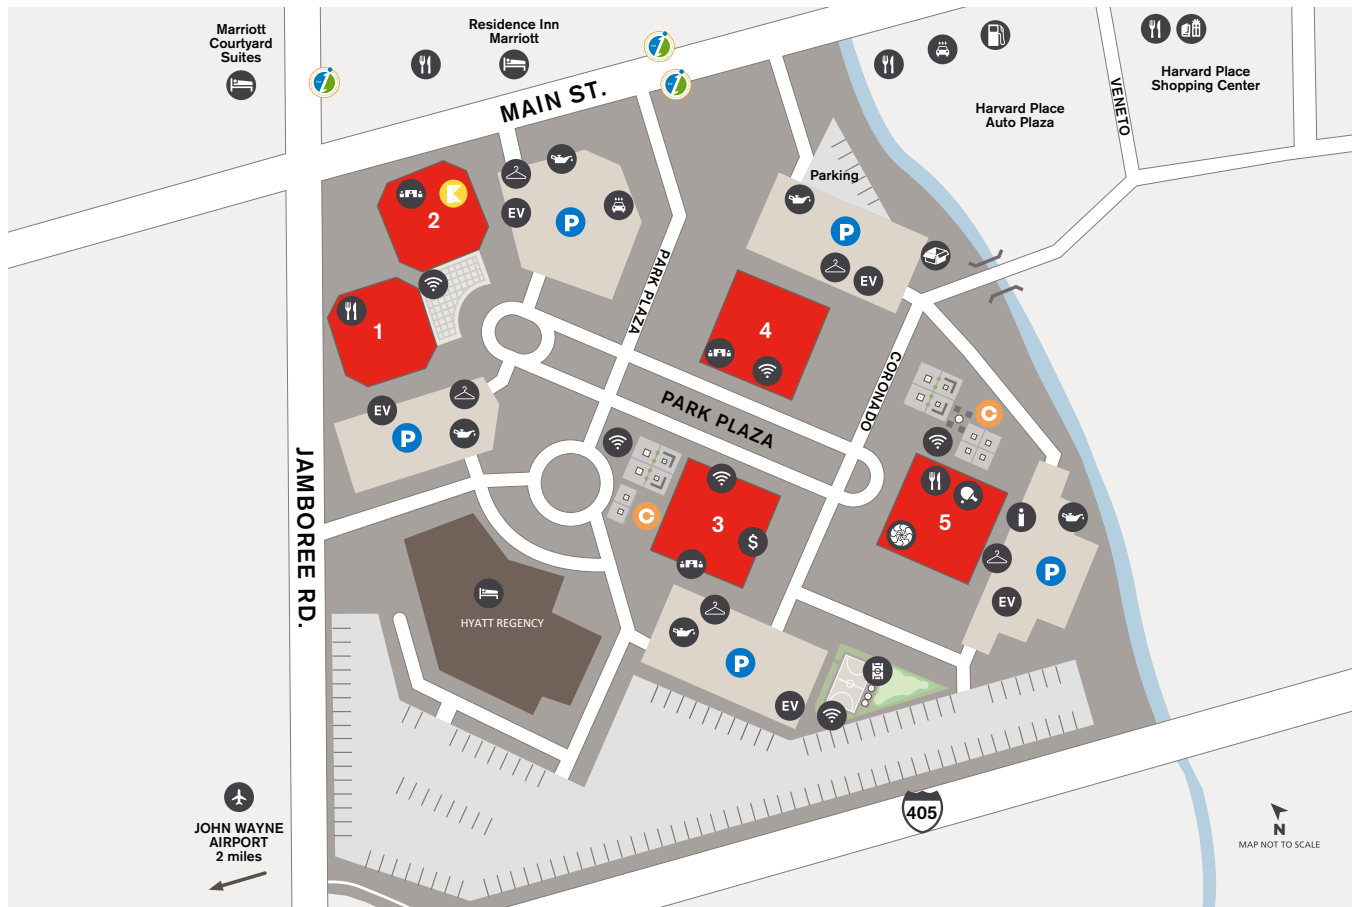 Marriott
Courtyard
Suites
Residence Inn
Marriott
MAIN ST.
Harvard Place
Auto Plaza
VENETO
Harvard Place
Shopping Center
Parking
P
EV
2
K
1
EV
P
PARK PLAZA
P
EV
4
CORONADO
PARK PLAZA
C
C
3
$
5
i
P
EV
JAMBOREE RD.
HYATT REGENCY
P
EV
JOHN WAYNE
AIRPORT
2 miles
405
N
MAP NOT TO SCALE